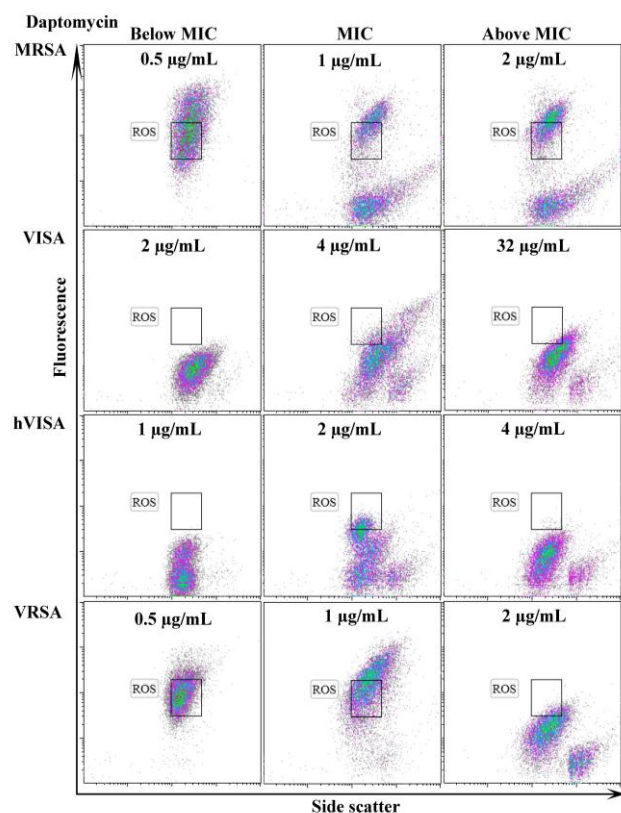 Daptomycin
Below MIC MIC Above MIC
MRSA
0.5 µg/mL 1 µg/mL 2 µg/mL
ROS ROS ROS
VISA
2 µg/mL 4 µg/mL 32 µg/mL
ROS ROS ROS
Fluorescence
hVISA
1 µg/mL 2 µg/mL 4 µg/mL
ROS ROS ROS
VRSA
0.5 µg/mL 1 µg/mL 2 µg/mL
ROS ROS ROS
Side scatter